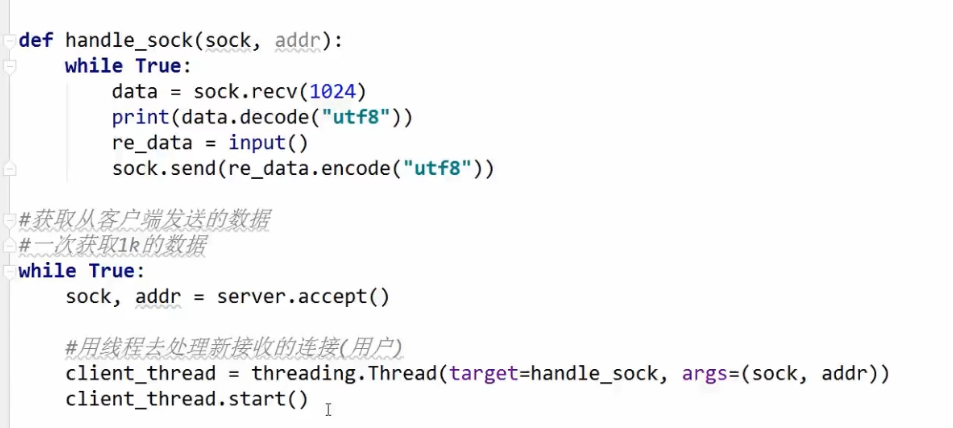 def handle_sock(sock, addr):
    while True:
        data = sock.recv(1024)
        print(data.decode("utf8"))
        re_data = input()
        sock.send(re_data.encode("utf8"))
#获取从客户端发送的数据
#一次获取1k的数据
while True:
    sock, addr = server.accept()
    #用线程去处理新接收的连接(用户)
    client_thread = threading.Thread(target=handle_sock, args=(sock, addr))
    client_thread.start()